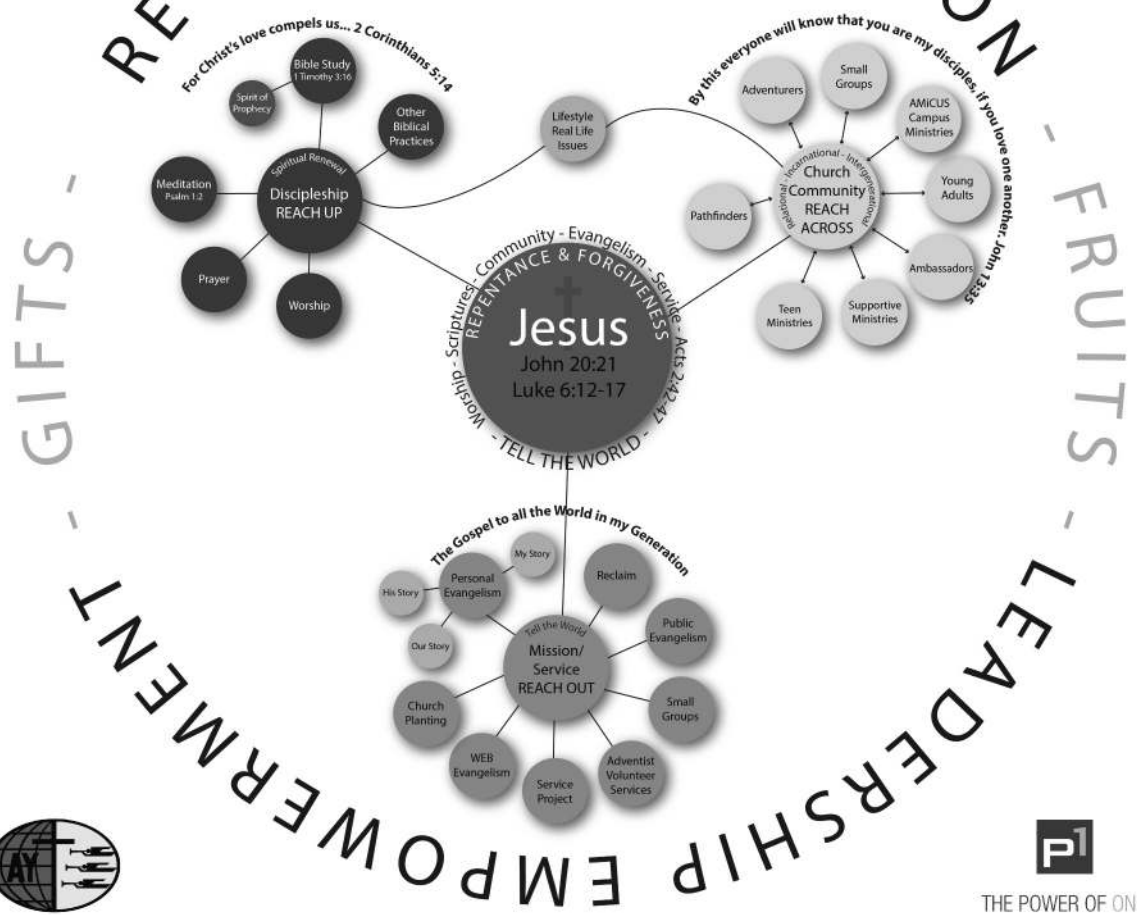 RE
ON
For Christ's love compels us... 2 Corinthians 5:14
Bible Study
1 Timothy 3:16
Spirit of
Prophecy
Other
Biblical
Practices
Spiritual Renewal
Discipleship
REACH UP
Meditation
Psalm 1:2
Prayer
Worship
Lifestyle
Real Life
Issues
By this everyone will know that you are my disciples, if you love one another. John 13:35
Adventurers
Small
Groups
AMiCUS
Campus
Ministries
Young
Adults
Ambassadors
Supportive
Ministries
Teen
Ministries
Pathfinders
Relational - Incarnational - Intergenerational
Church
Community
REACH
ACROSS
Worship - Scriptures - Community - Evangelism - Service - Acts 2:42-47
REPENTANCE & FORGIVENESS
Jesus
John 20:21
Luke 6:12-17
- TELL THE WORLD -
The Gospel to all the World in my Generation
My Story
Personal
Evangelism
His Story
Our Story
Reclaim
Public
Evangelism
Tell the World
Mission/
Service
REACH OUT
Small
Groups
Church
Planting
WEB
Evangelism
Service
Project
Adventist
Volunteer
Services
- GIFTS -
- FRUITS -
LEADERSHIP EMPOWERMENT
AY
P1
THE POWER OF ON